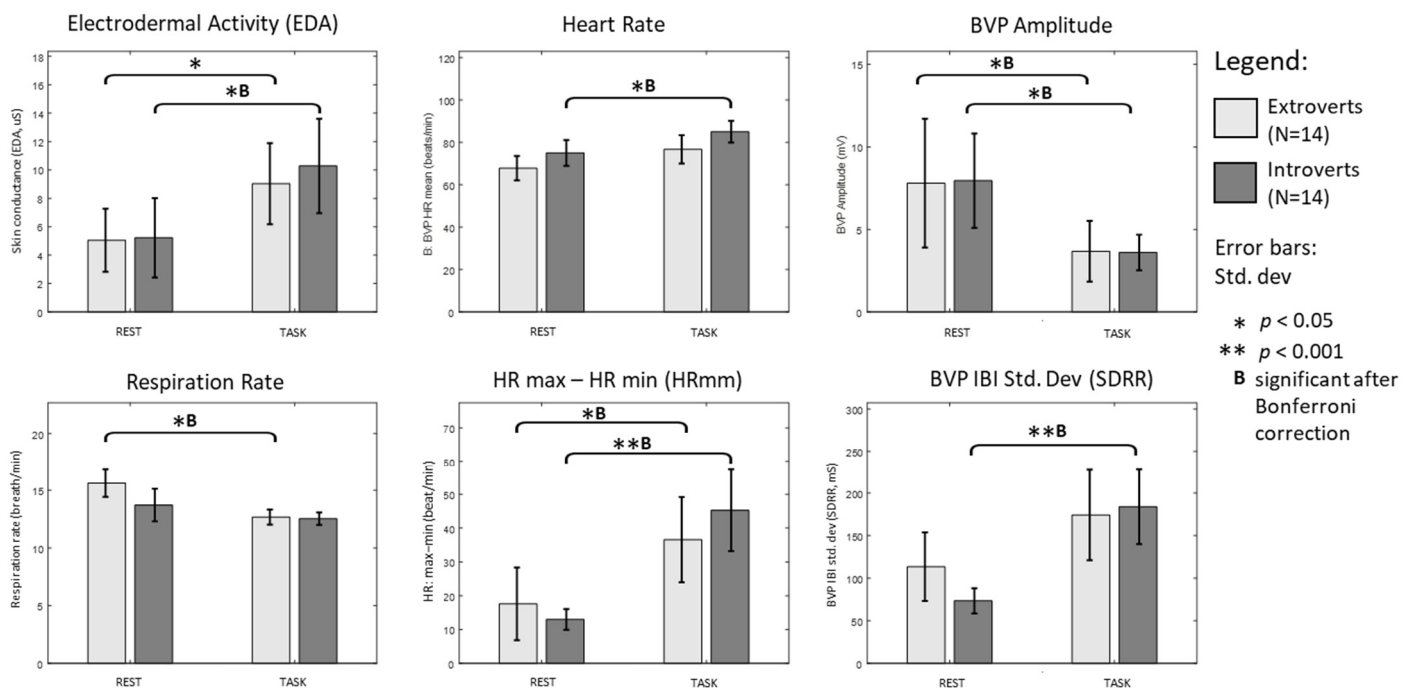 Electrodermal Activity (EDA)
Skin conductance (EDA, uS)
18
16
14
12
10
8
6
4
2
0
*
*B
REST
TASK
Heart Rate
B: BVP HR mean (beats/min)
120
100
80
60
40
20
0
*B
REST
TASK
BVP Amplitude
BVP Amplitude (mV)
15
10
5
0
*B
*B
REST
TASK
Legend:
Extroverts
(N=14)
Introverts
(N=14)
Error bars:
Std. dev
* p < 0.05
** p < 0.001
B significant after
Bonferroni
correction
Respiration Rate
Respiration rate (breath/min)
20
15
10
5
0
*B
REST
TASK
HR max – HR min (HRmm)
HR: max–min (beat/min)
70
60
50
40
30
20
10
0
*B
**B
REST
TASK
BVP IBI Std. Dev (SDRR)
BVP IBI std. dev (SDRR, mS)
300
250
200
150
100
50
0
**B
REST
TASK